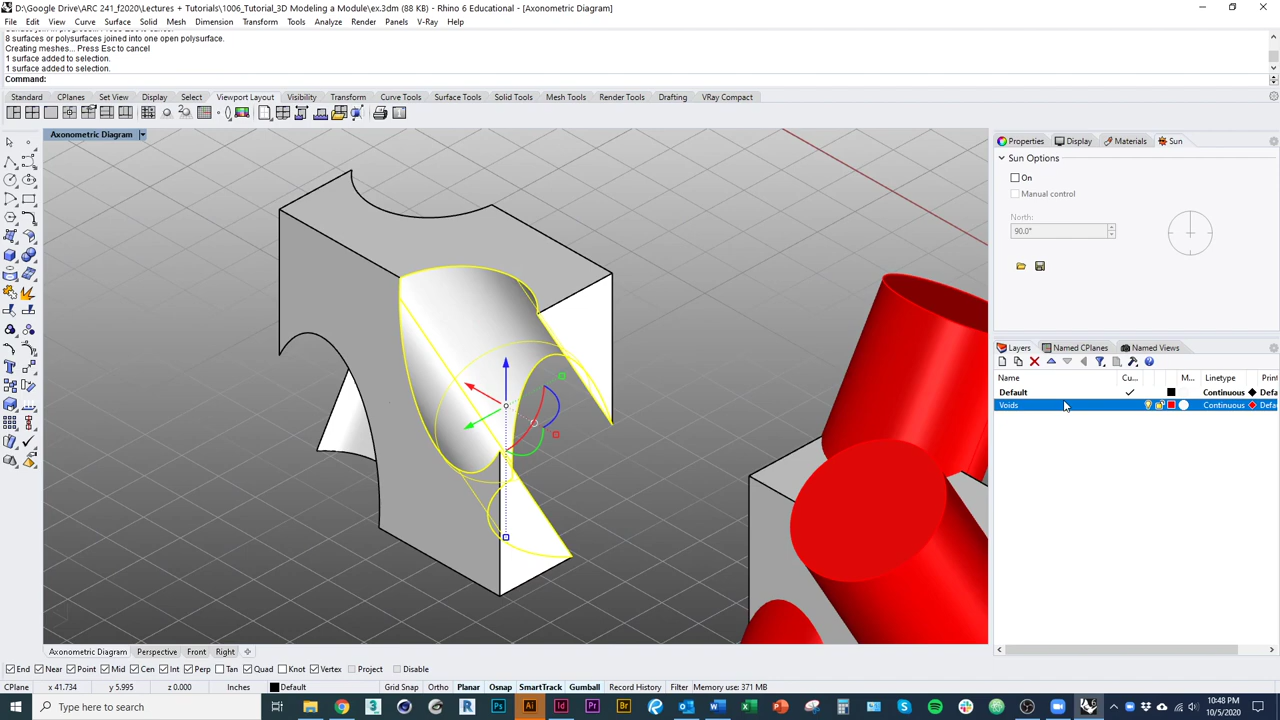 D:\Google Drive\ARC 241_f2020\Lectures + Tutorials\1006_Tutorial_3D Modeling a Module\ex.3dm (88 KB) - Rhino 6 Educational - [Axonometric Diagram]
File Edit View Curve Surface Solid Mesh Dimension Transform Tools Analyze Render Panels V-Ray Help
8 surfaces or polysurfaces joined into one open polysurface.
Creating meshes... Press Esc to cancel
1 surface added to selection.
1 surface added to selection.
Command:
Standard CPlanes Set View Display Select Viewport Layout Visibility Transform Curve Tools Surface Tools Solid Tools Mesh Tools Render Tools Drafting VRay Compact
Axonometric Diagram
Properties Display Materials Sun
Sun Options
On
Manual control
North:
90.0°
Layers Named CPlanes Named Views
Name Cu... M... Linetype Print
Default Continuous Defa
Voids Continuous Defa
Axonometric Diagram Perspective Front Right
End Near Point Mid Cen Int Perp Tan Quad Knot Vertex Project Disable
CPlane x 41.734 y 5.995 z 0.000 Inches Default Grid Snap Ortho Planar Osnap SmartTrack Gumball Record History Filter Memory use: 371 MB
Type here to search
10:48 PM
10/5/2020